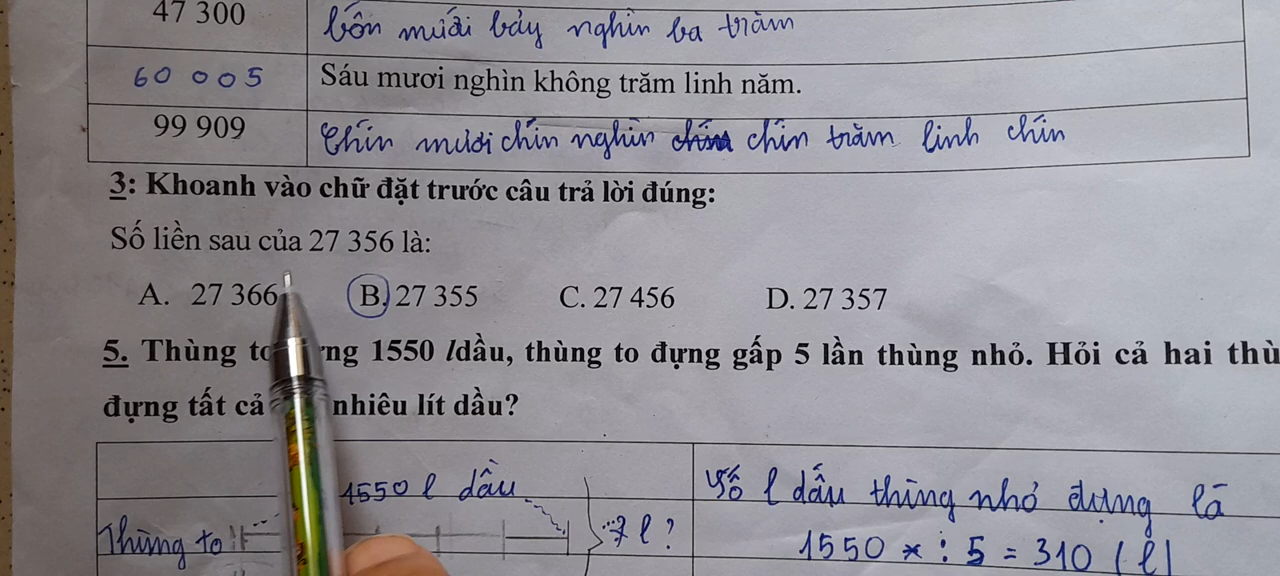 47 300 bốn mươi bảy nghìn ba trăm
60 005 Sáu mươi nghìn không trăm linh năm.
99 909 Chín mươi chín nghìn chín trăm linh chín
3: Khoanh vào chữ đặt trước câu trả lời đúng:
Số liền sau của 27 356 là:
A. 27 366 B. 27 355 C. 27 456 D. 27 357
5. Thùng to 1550 l dầu, thùng to đựng gấp 5 lần thùng nhỏ. Hỏi cả hai thù
đựng tất cả nhiêu lít dầu?
1550 l dầu Số l dầu thùng nhỏ đựng là
Thùng to ? l ? 1550 : 5 = 310 (l)